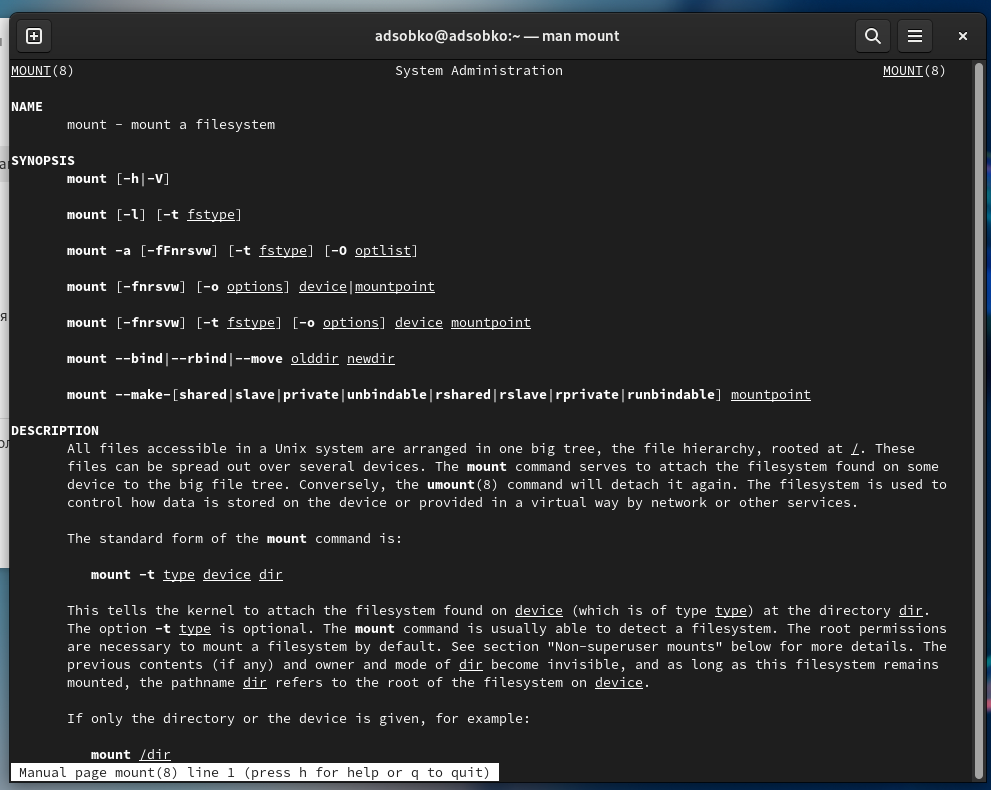 adsobko@adsobko:~ — man mount
MOUNT(8) System Administration MOUNT(8)
NAME
mount - mount a filesystem
SYNOPSIS
mount [-h|-V]
mount [-l] [-t fstype]
mount -a [-fFnrsvw] [-t fstype] [-O optlist]
mount [-fnrsvw] [-o options] device|mountpoint
mount [-fnrsvw] [-t fstype] [-o options] device mountpoint
mount --bind|--rbind|--move olddir newdir
mount --make-[shared|slave|private|unbindable|rshared|rslave|rprivate|runbindable] mountpoint
DESCRIPTION
All files accessible in a Unix system are arranged in one big tree, the file hierarchy, rooted at /. These
files can be spread out over several devices. The mount command serves to attach the filesystem found on some
device to the big file tree. Conversely, the umount(8) command will detach it again. The filesystem is used to
control how data is stored on the device or provided in a virtual way by network or other services.
The standard form of the mount command is:
mount -t type device dir
This tells the kernel to attach the filesystem found on device (which is of type type) at the directory dir.
The option -t type is optional. The mount command is usually able to detect a filesystem. The root permissions
are necessary to mount a filesystem by default. See section "Non-superuser mounts" below for more details. The
previous contents (if any) and owner and mode of dir become invisible, and as long as this filesystem remains
mounted, the pathname dir refers to the root of the filesystem on device.
If only the directory or the device is given, for example:
mount /dir
Manual page mount(8) line 1 (press h for help or q to quit)